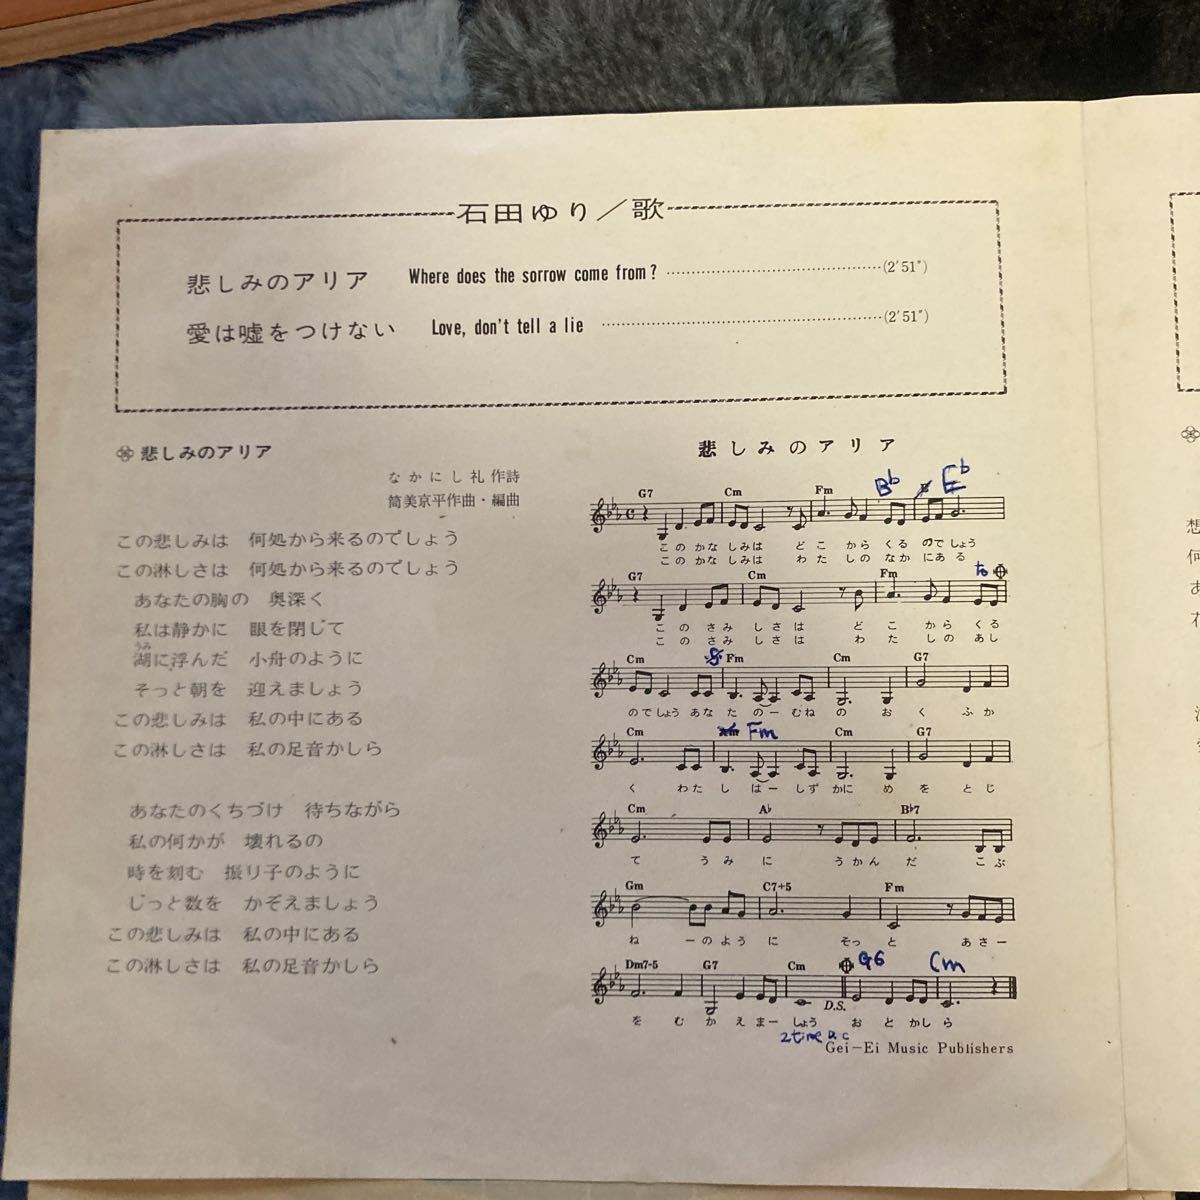 石田ゆり／歌
悲しみのアリア Where does the sorrow come from? (2'51")
愛は嘘をつけない Love, don't tell a lie (2'51")
悲しみのアリア
なかにし礼作詩
筒美京平作曲・編曲
この悲しみは 何処から来るのでしょう
この淋しさは 何処から来るのでしょう
あなたの胸の 奥深く
私は静かに 眼を閉じて
うみ
湖に浮んだ 小舟のように
そっと朝を 迎えましょう
この悲しみは 私の中にある
この淋しさは 私の足音かしら
あなたのくちづけ 待ちながら
私の何かが 壊れるの
時を刻む 振り子のように
じっと数を かぞえましょう
この悲しみは 私の中にある
この淋しさは 私の足音かしら
悲しみのアリア
G7 Cm Fm B♭ E♭
このかなしみは どこからくるのでしょう
このかなしみは わたしのなかにある
G7 Cm Fm to
このさみしさは どこからくる
このさみしさは わたしのあし
Cm Fm Cm G7
のでしょうあなたのーむねのおくふか
Cm Fm Cm G7
くわたしはーしずかにめをとじ
Cm A♭ B♭7
てうみにうかんだこぶ
Gm C7+5 Fm
ねーのようにそっとあさー
Dm7-5 G7 Cm G6 Cm
D.S.
をむかえまーしょうおとかしら
2time D.C
Gei-Ei Music Publishers
想
何
あ
花